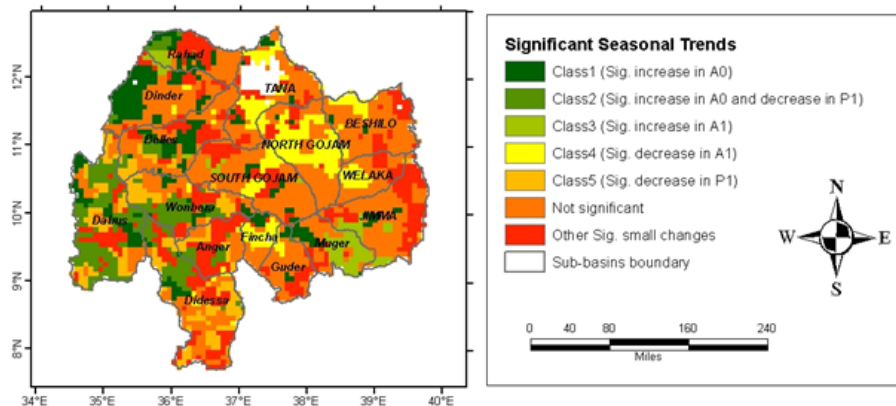 12°N
11°N
10°N
9°N
8°N
34°E 35°E 36°E 37°E 38°E 39°E 40°E
Rahad
TANA
Dinder
BESHILO
Belles
NORTH GOJAM
SOUTH GOJAM
WELAKA
Wonbera
Dabus
JIMMA
Fincha
Anger
Muger
Guder
Didessa
Significant Seasonal Trends
Class1 (Sig. increase in A0)
Class2 (Sig. increase in A0 and decrease in P1)
Class3 (Sig. increase in A1)
Class4 (Sig. decrease in A1)
Class5 (Sig. decrease in P1)
Not significant
Other Sig. small changes
Sub-basins boundary
N
W E
S
0 40 80 160 240
Miles